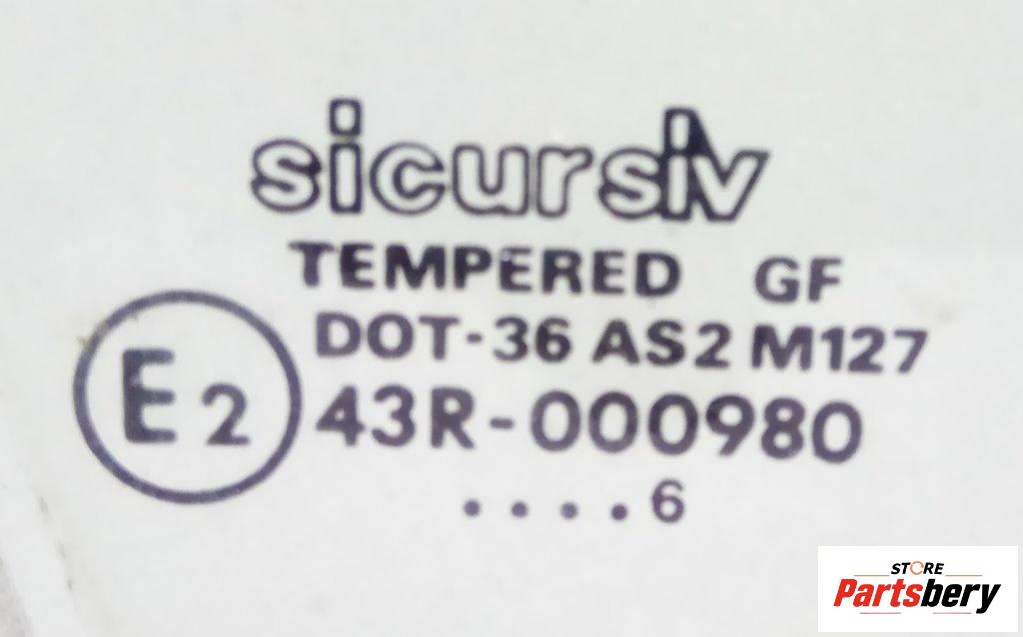 sicursiv
TEMPERED GF
DOT-36 AS2 M127
E2
43R-000980
....6
STORE
Partsbery